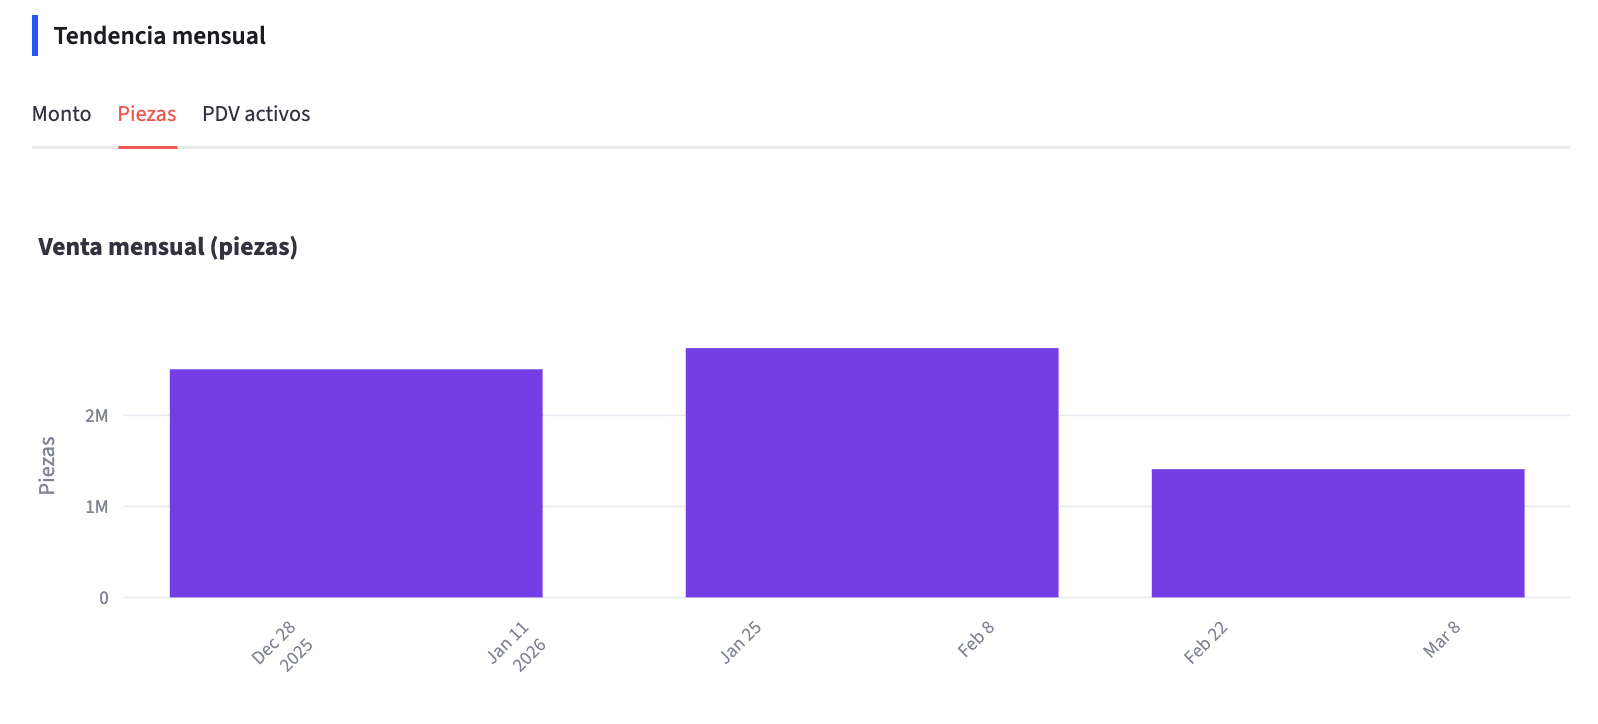 Tendencia mensual
Monto Piezas PDV activos
Venta mensual (piezas)
Piezas
2M
1M
0
Dec 28
2025
Jan 11
2026
Jan 25
Feb 8
Feb 22
Mar 8